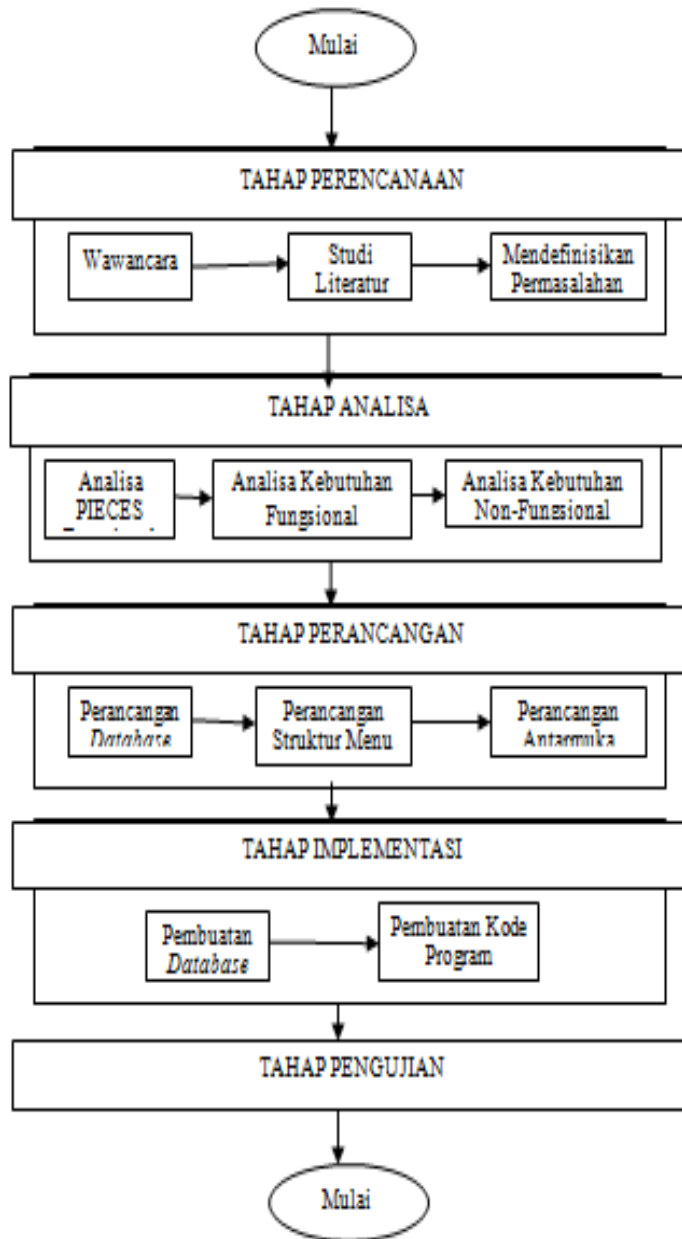 Mulai
TAHAP PERENCANAAN
Wawancara
Studi
Literatur
Mendefinisikan
Permasalahan
TAHAP ANALISA
Analisa
PIECES
Analisa Kebutuhan
Fungsional
Analisa Kebutuhan
Non-Fungsional
TAHAP PERANCANGAN
Perancangan
Database
Perancangan
Struktur Menu
Perancangan
Antarmuka
TAHAP IMPLEMENTASI
Pembuatan
Database
Pembuatan Kode
Program
TAHAP PENGUJIAN
Mulai